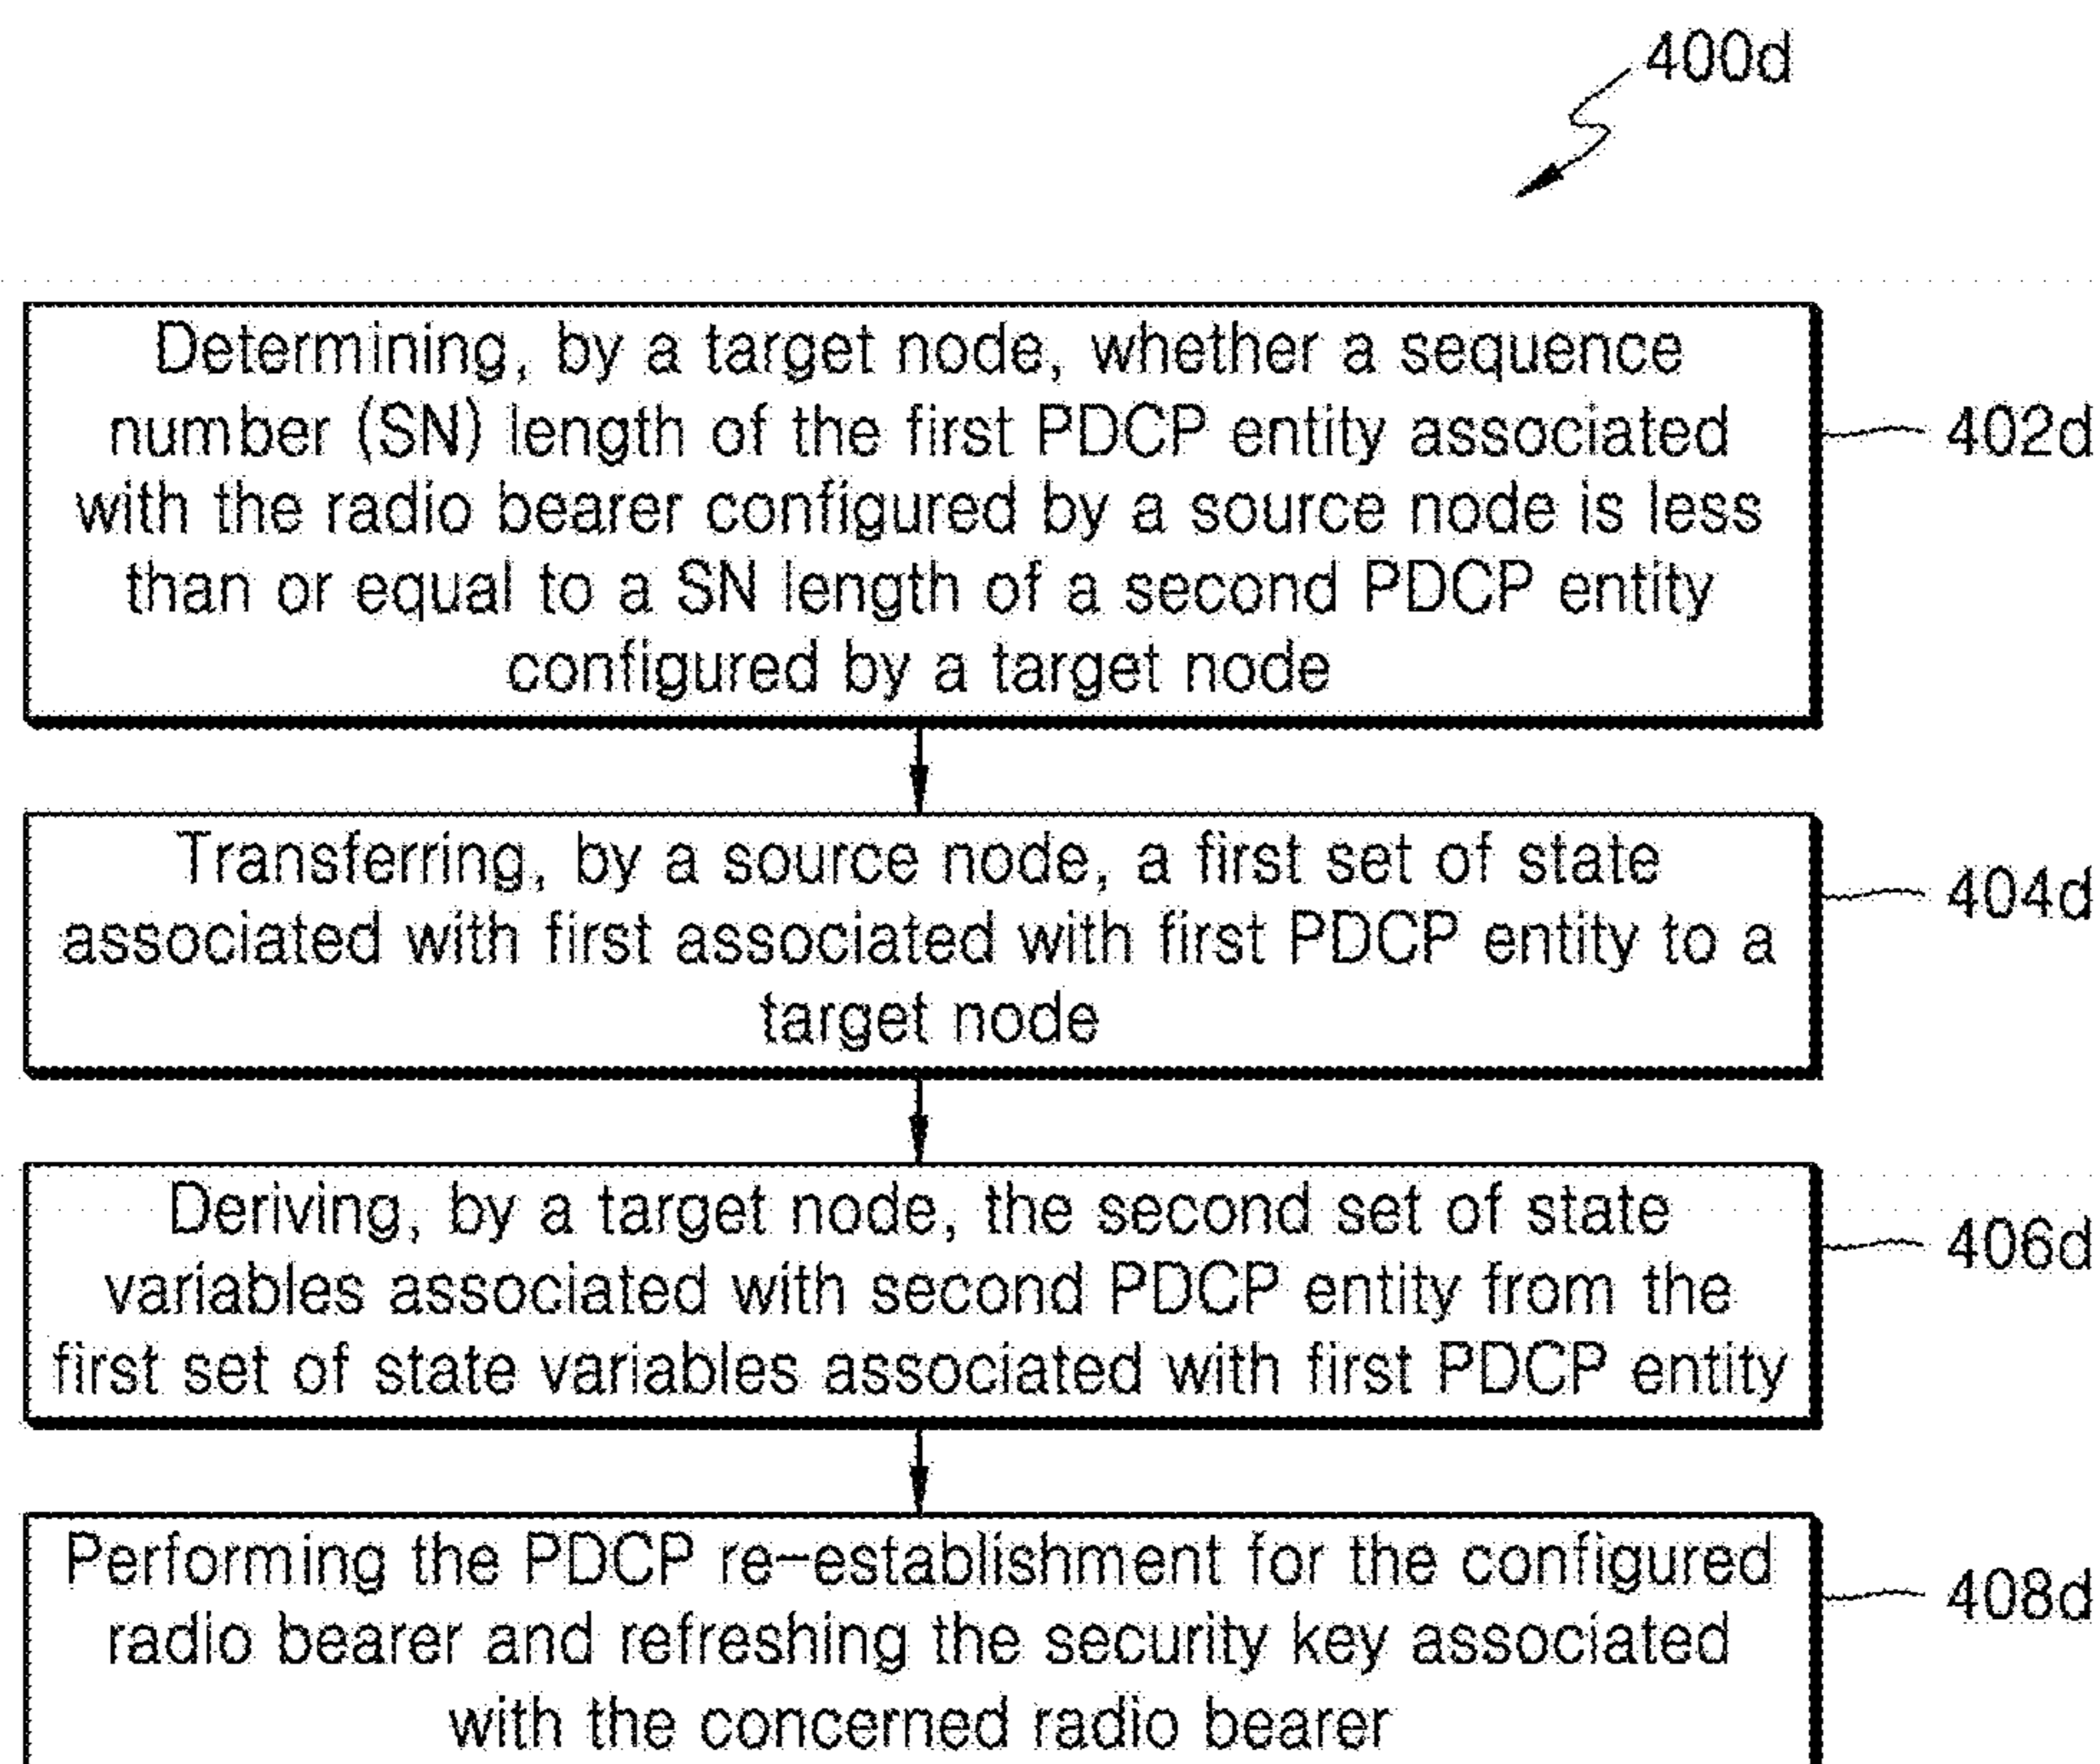 400d
Determining, by a target node, whether a sequence
number (SN) length of the first PDCP entity associated
with the radio bearer configured by a source node is less
than or equal to a SN length of a second PDCP entity
configured by a target node
402d
Transferring, by a source node, a first set of state
associated with first associated with first PDCP entity to a
target node
404d
Deriving, by a target node, the second set of state
variables associated with second PDCP entity from the
first set of state variables associated with first PDCP entity
406d
Performing the PDCP re-establishment for the configured
radio bearer and refreshing the security key associated
with the concerned radio bearer
408d